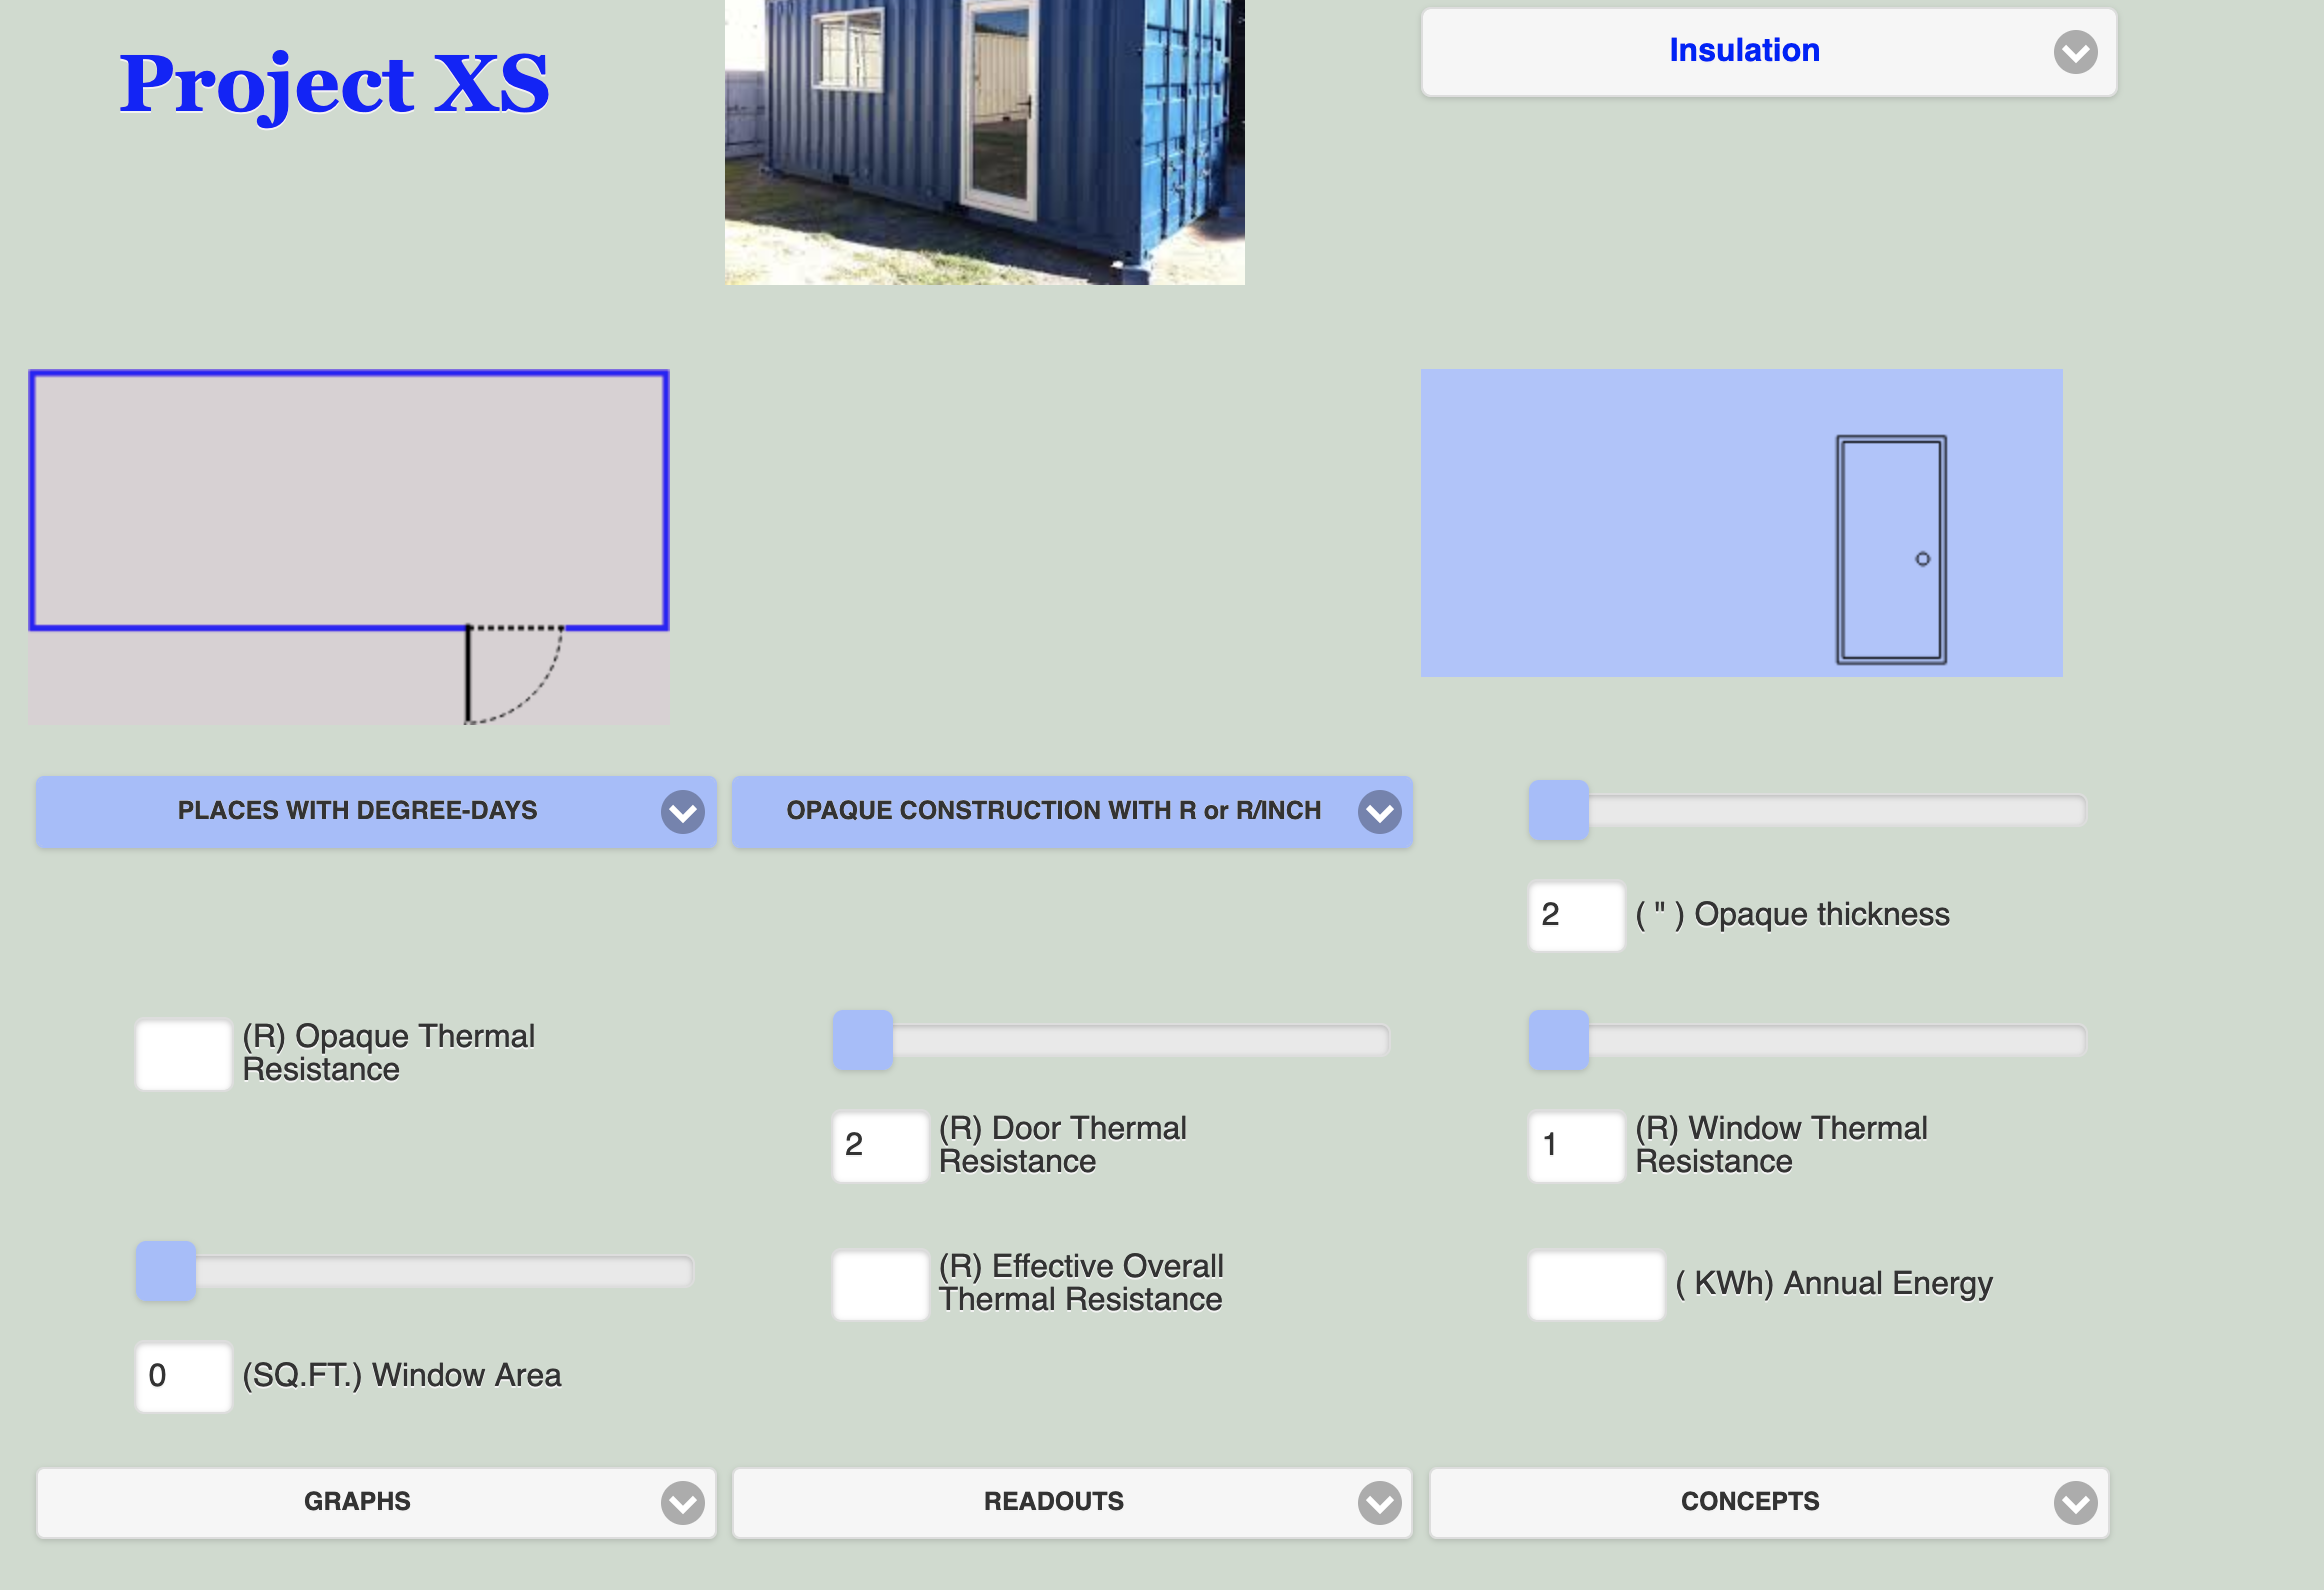 Project XS
Insulation
PLACES WITH DEGREE-DAYS
OPAQUE CONSTRUCTION WITH R or R/INCH
2
( " ) Opaque thickness
(R) Opaque Thermal
Resistance
2
(R) Door Thermal
Resistance
1
(R) Window Thermal
Resistance
0
(SQ.FT.) Window Area
(R) Effective Overall
Thermal Resistance
( KWh) Annual Energy
GRAPHS
READOUTS
CONCEPTS